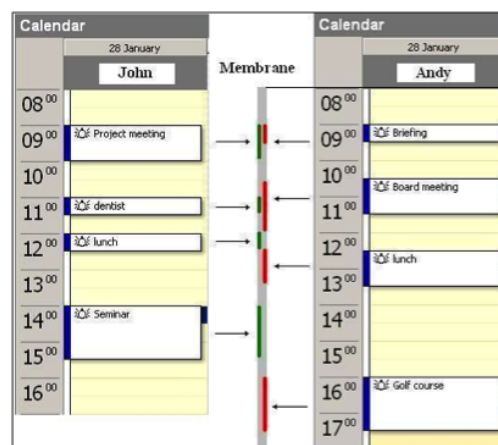 Calendar
28 January
John
08 00
09 00
Project meeting
10 00
11 00
dentist
12 00
lunch
13 00
14 00
Seminar
15 00
16 00
Membrane
Calendar
28 January
Andy
08 00
09 00
Briefing
10 00
Board meeting
11 00
12 00
lunch
13 00
14 00
15 00
16 00
Golf course
17 00